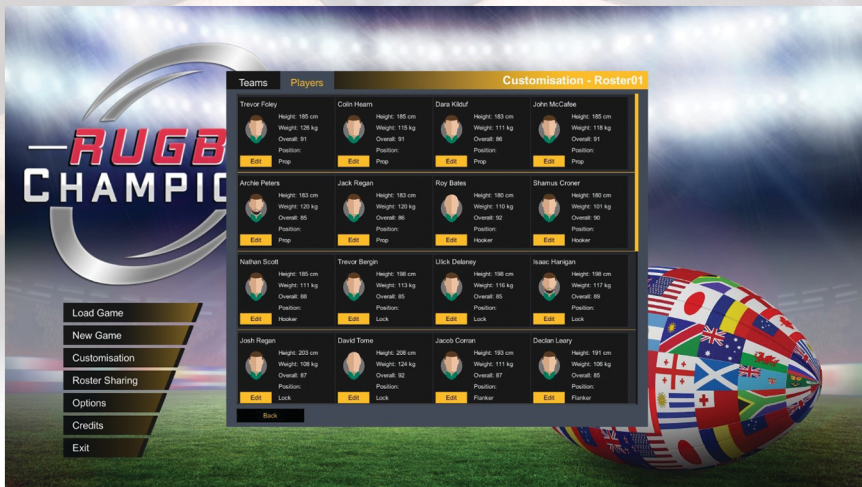 Teams Players Customisation - Roster01
Trevor Foley
Height: 185 cm
Weight: 126 kg
Overall: 91
Position:
Edit Prop
Colin Hearn
Height: 185 cm
Weight: 115 kg
Overall: 91
Position:
Edit Prop
Dara Kilduf
Height: 183 cm
Weight: 111 kg
Overall: 86
Position:
Edit Prop
John McCafee
Height: 185 cm
Weight: 118 kg
Overall: 91
Position:
Edit Prop
Archie Peters
Height: 183 cm
Weight: 120 kg
Overall: 85
Position:
Edit Prop
Jack Regan
Height: 183 cm
Weight: 120 kg
Overall: 86
Position:
Edit Prop
Roy Bates
Height: 180 cm
Weight: 110 kg
Overall: 92
Position:
Edit Hooker
Shamus Croner
Height: 180 cm
Weight: 101 kg
Overall: 90
Position:
Edit Hooker
Nathan Scott
Height: 185 cm
Weight: 111 kg
Overall: 88
Position:
Edit Hooker
Trevor Bergin
Height: 198 cm
Weight: 113 kg
Overall: 85
Position:
Edit Lock
Ulick Delaney
Height: 198 cm
Weight: 116 kg
Overall: 85
Position:
Edit Lock
Isaac Hanigan
Height: 198 cm
Weight: 117 kg
Overall: 89
Position:
Edit Lock
Josh Regan
Height: 203 cm
Weight: 108 kg
Overall: 87
Position:
Edit Lock
David Tome
Height: 208 cm
Weight: 124 kg
Overall: 92
Position:
Edit Lock
Jacob Corran
Height: 193 cm
Weight: 111 kg
Overall: 87
Position:
Edit Flanker
Declan Leary
Height: 191 cm
Weight: 106 kg
Overall: 85
Position:
Edit Flanker
Back
RUGB
CHAMPIO
Load Game
New Game
Customisation
Roster Sharing
Options
Credits
Exit